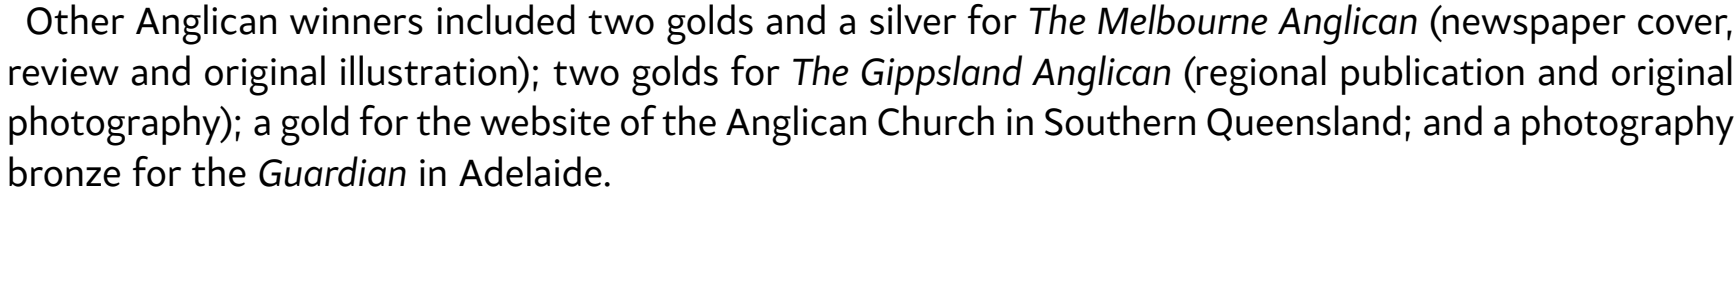 Other Anglican winners included two golds and a silver for The Melbourne Anglican (newspaper cover,
review and original illustration); two golds for The Gippsland Anglican (regional publication and original
photography); a gold for the website of the Anglican Church in Southern Queensland; and a photography
bronze for the Guardian in Adelaide.